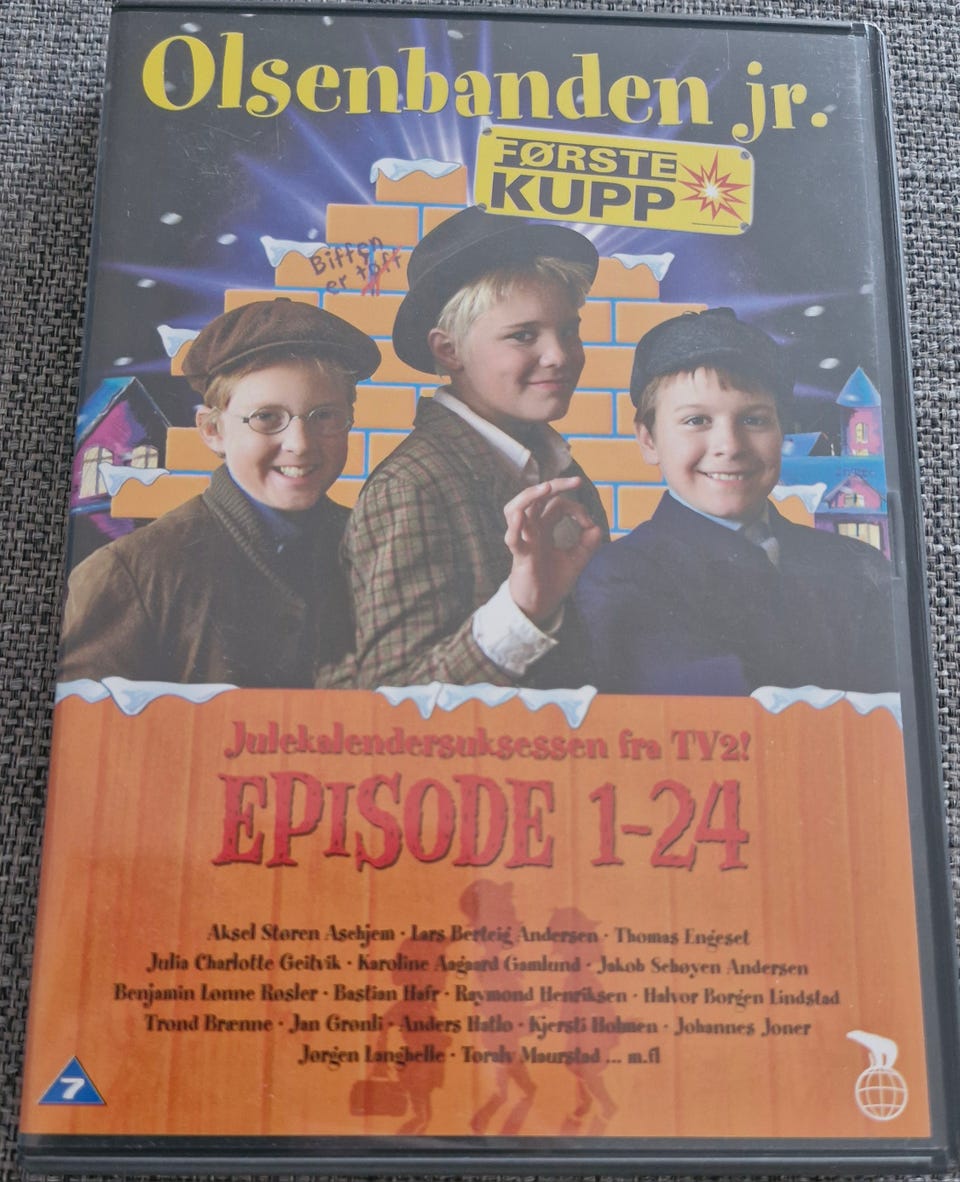 Olsenbanden jr.
FØRSTE
KUPP
Biffen
er tøff
Julekalendersuksessen fra TV2!
EPISODE 1-24
Aksel Støren Aschjem · Lars Berteig Andersen · Thomas Engeset
Julia Charlotte Geitvik · Karoline Aagaard Gamlund · Jakob Schøyen Andersen
Benjamin Lønne Røsler · Bastian Hafr · Raymond Henriksen · Halvor Borgen Lindstad
Trond Brænne · Jan Grønli · Anders Hatlo · Kjersti Holmen · Johannes Joner
Jørgen Langhelle · Toralv Maurstad ... m.fl
7